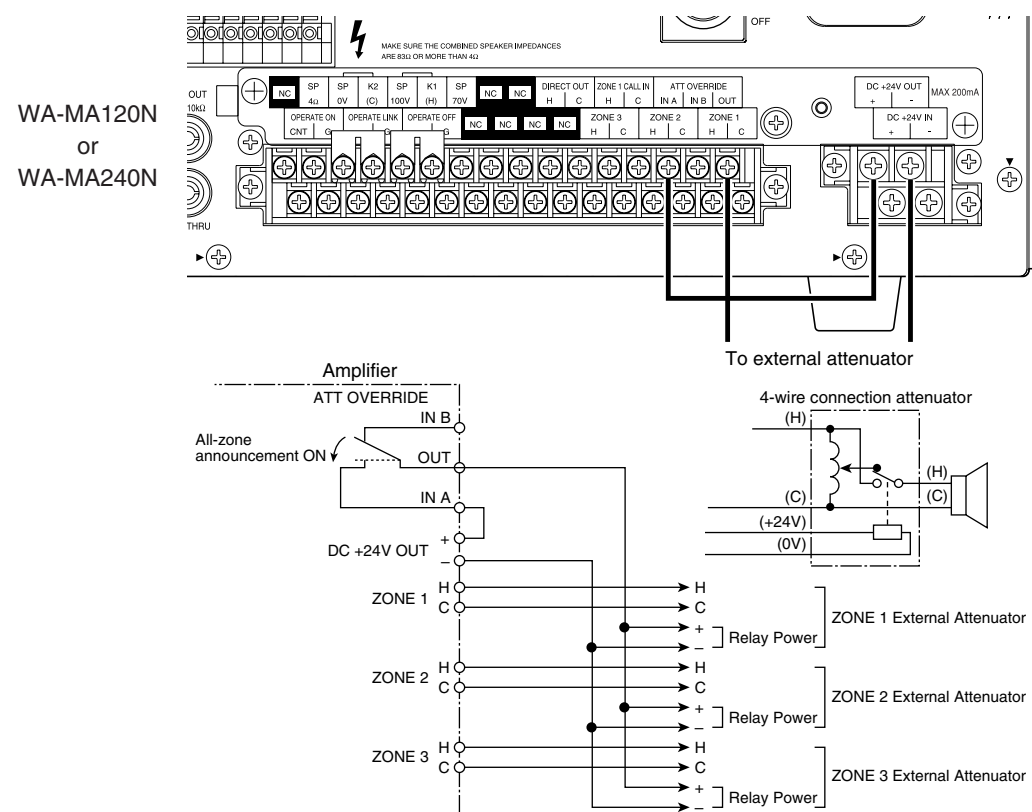 OFF
MAKE SURE THE COMBINED SPEAKER IMPEDANCES
ARE 83Ω OR MORE THAN 4Ω
WA-MA120N
or
WA-MA240N
OUT
10kΩ
THRU
NC SP 4Ω SP 0V K2 (C) SP 100V K1 (H) SP 70V NC NC DIRECT OUT H C ZONE 1 CALL IN H C ATT OVERRIDE IN A IN B OUT
OPERATE ON CNT G OPERATE LINK G OPERATE OFF G NC NC NC NC ZONE 3 H C ZONE 2 H C ZONE 1 H C
DC +24V OUT + - MAX 200mA
DC +24V IN + -
To external attenuator
Amplifier
ATT OVERRIDE
IN B
All-zone
announcement ON
OUT
IN A
+
DC +24V OUT
–
4-wire connection attenuator
(H)
(H)
(C)
(C)
(+24V)
(0V)
ZONE 1 H C
H
C
+
–
Relay Power
ZONE 1 External Attenuator
ZONE 2 H C
H
C
+
–
Relay Power
ZONE 2 External Attenuator
ZONE 3 H C
H
C
+
–
Relay Power
ZONE 3 External Attenuator